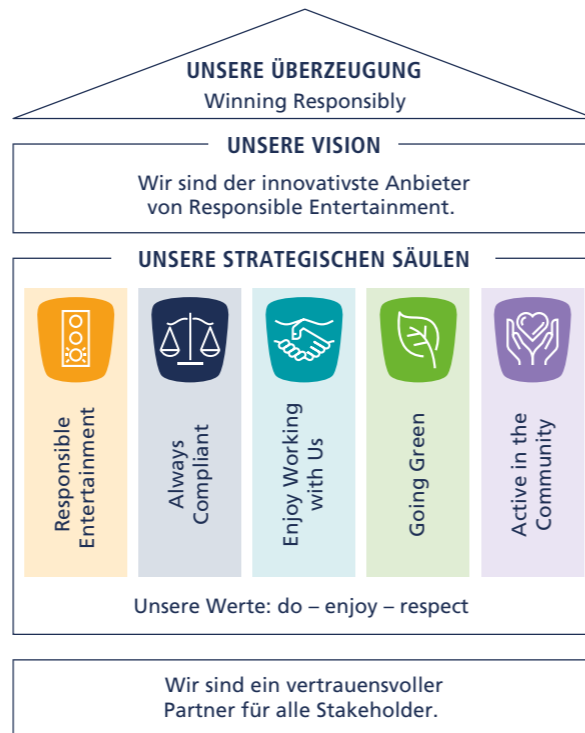 UNSERE ÜBERZEUGUNG
Winning Responsibly
UNSERE VISION
Wir sind der innovativste Anbieter
von Responsible Entertainment.
UNSERE STRATEGISCHEN SÄULEN
Responsible
Entertainment
Always
Compliant
Enjoy Working
with Us
Going Green
Active in the
Community
Unsere Werte: do – enjoy – respect
Wir sind ein vertrauensvoller
Partner für alle Stakeholder.